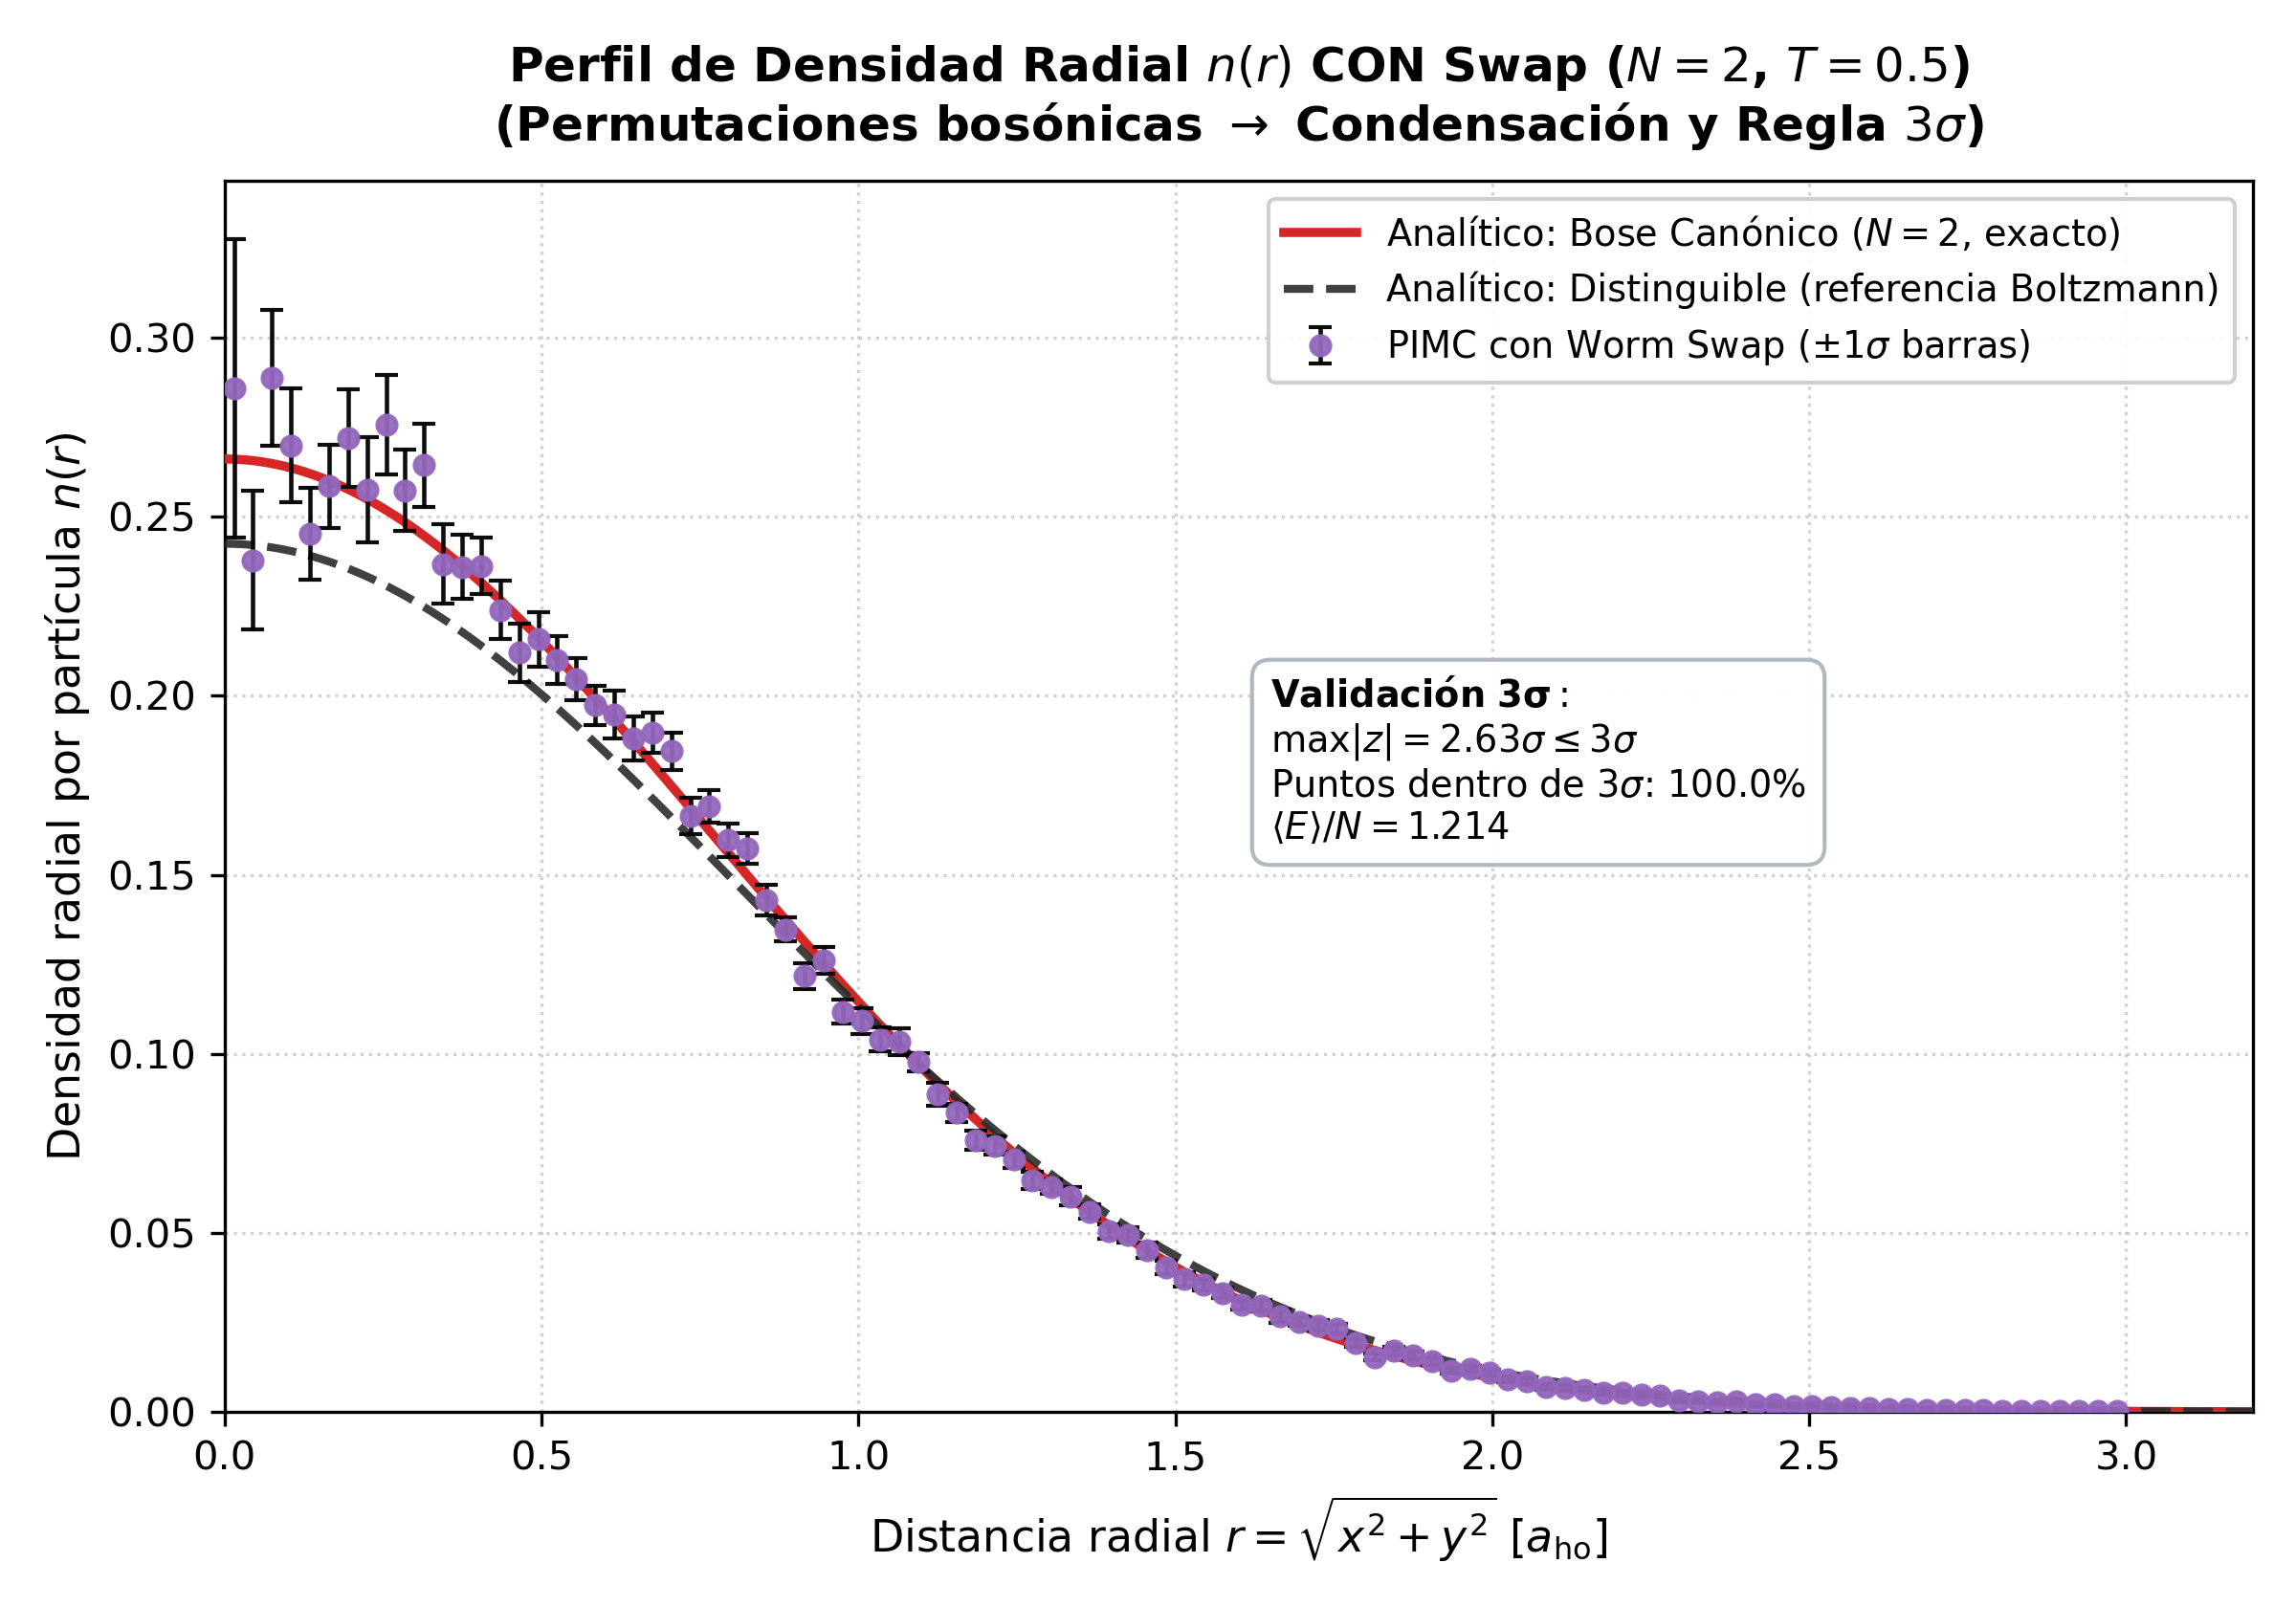 Perfil de Densidad Radial n(r) CON Swap (N = 2, T = 0.5)
(Permutaciones bosónicas → Condensación y Regla 3σ)
Analítico: Bose Canónico (N = 2, exacto)
Analítico: Distinguible (referencia Boltzmann)
PIMC con Worm Swap (±1σ barras)
Densidad radial por partícula n(r)
0.30
0.25
0.20
0.15
0.10
0.05
0.00
Validación 3σ:
max|z| = 2.63σ ≤ 3σ
Puntos dentro de 3σ: 100.0%
⟨E⟩/N = 1.214
0.0 0.5 1.0 1.5 2.0 2.5 3.0
Distancia radial r = √(x² + y²) [a_ho]